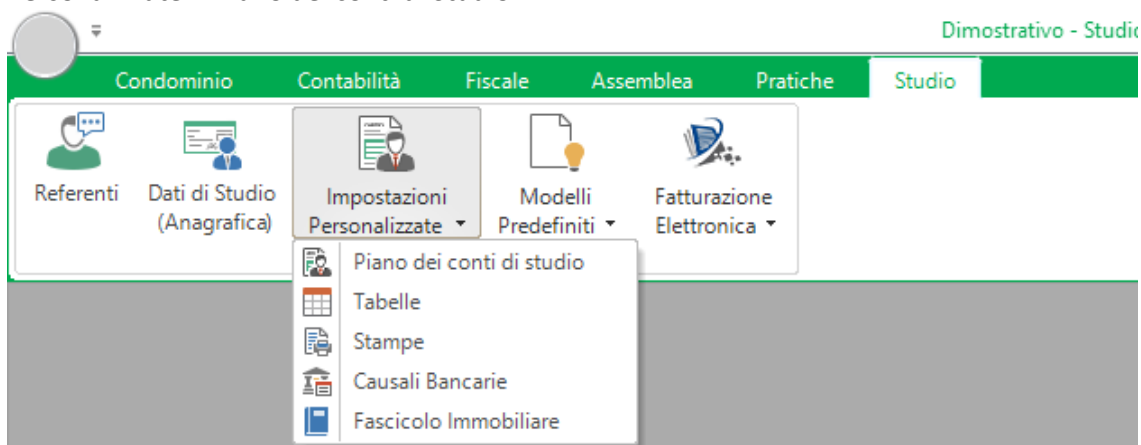 Dimostrativo - Studio
Condominio Contabilità Fiscale Assemblea Pratiche Studio
Referenti Dati di Studio (Anagrafica) Impostazioni Personalizzate Modelli Predefiniti Fatturazione Elettronica
Piano dei conti di studio
Tabelle
Stampe
Causali Bancarie
Fascicolo Immobiliare